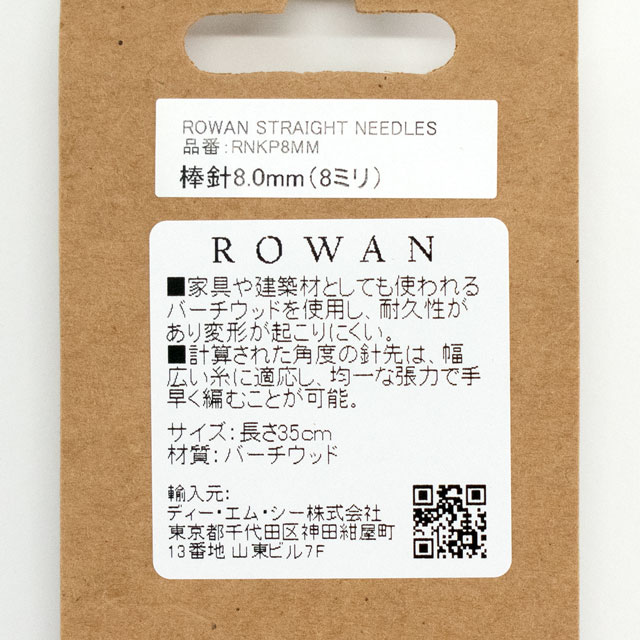 ROWAN STRAIGHT NEEDLES
品番:RNKP8MM
棒針8.0mm(8ミリ)
ROWAN
■家具や建築材としても使われる
バーチウッドを使用し、耐久性が
あり変形が起こりにくい。
■計算された角度の針先は、幅
広い糸に適応し、均一な張力で手
早く編むことが可能。
サイズ:長さ35cm
材質:バーチウッド
輸入元:
ディー・エム・シー株式会社
東京都千代田区神田紺屋町
13番地 山東ビル7F